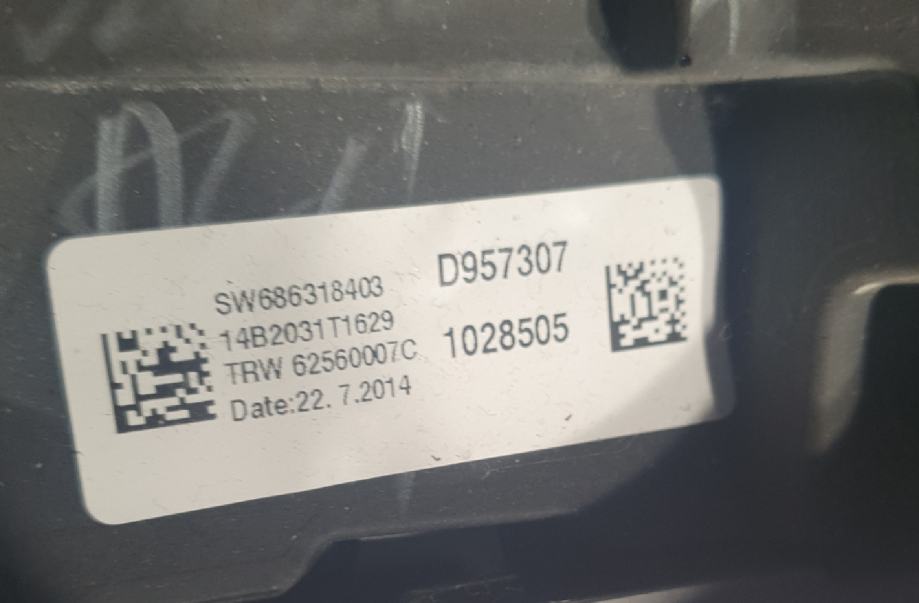 SW686318403
14B2031T1629
TRW 62560007C
Date:22. 7.2014
D957307
1028505